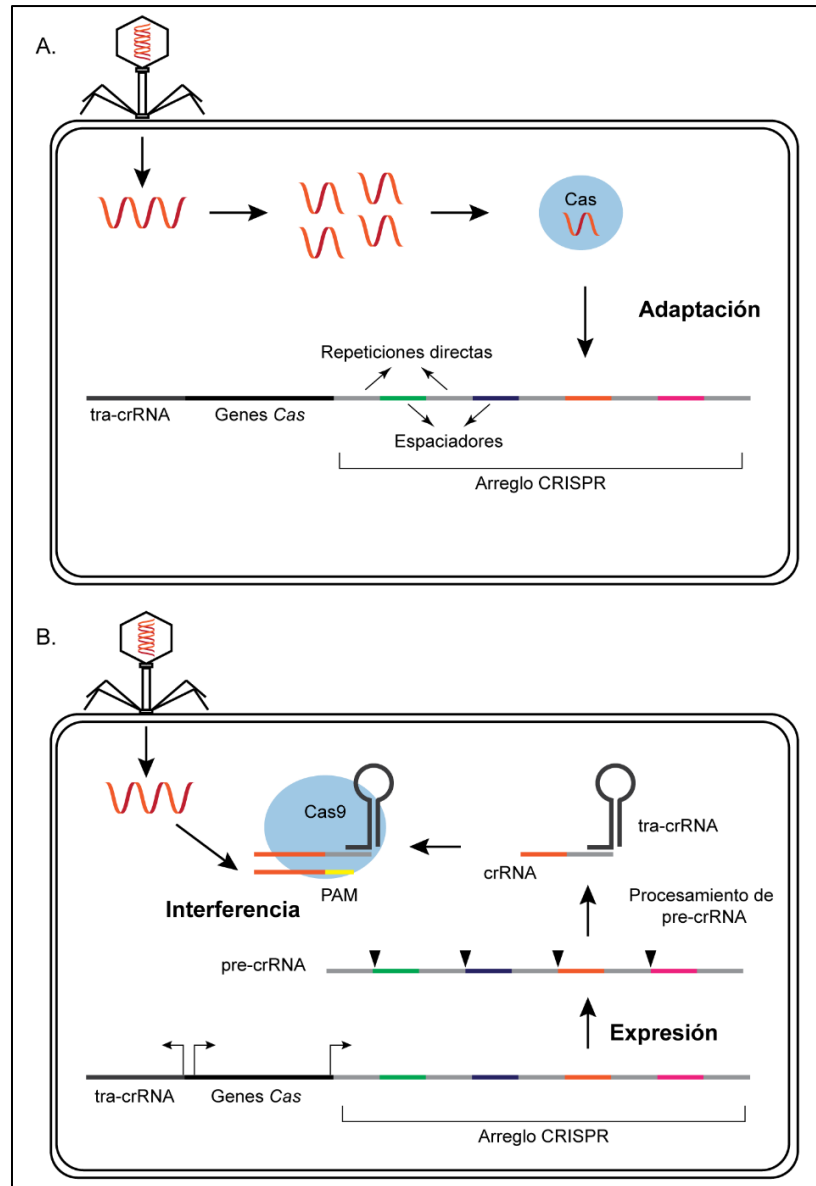 A.
Cas
Adaptación
Repeticiones directas
tra-crRNA
Genes Cas
Espaciadores
Arreglo CRISPR
B.
Cas9
tra-crRNA
crRNA
PAM
Interferencia
Procesamiento de
pre-crRNA
pre-crRNA
Expresión
tra-crRNA
Genes Cas
Arreglo CRISPR